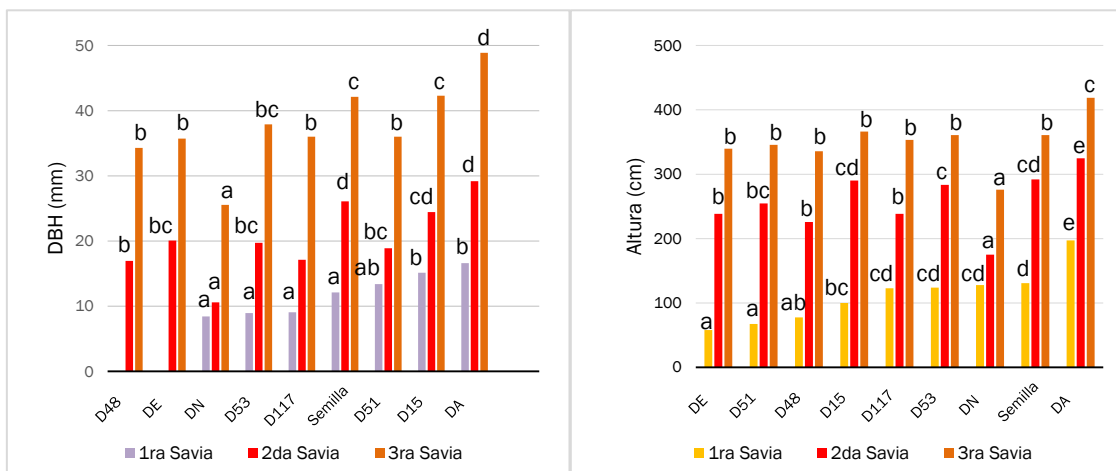 50
40
30
20
10
0
DBH (mm)
b
b
bc
b
a
a
bc
bc
a
b
a
c
d
a
b
bc
ab
c
cd
b
d
d
b
D48
DE
DN
D53
D117
Semilla
D51
D15
DA
1ra Savia
2da Savia
3ra Savia
500
400
300
200
100
0
Altura (cm)
b
b
a
b
bc
a
b
b
ab
b
cd
bc
b
b
cd
b
c
cd
a
a
cd
b
cd
d
c
e
e
DE
D51
D48
D15
D117
D53
DN
Semilla
DA
1ra Savia
2da Savia
3ra Savia